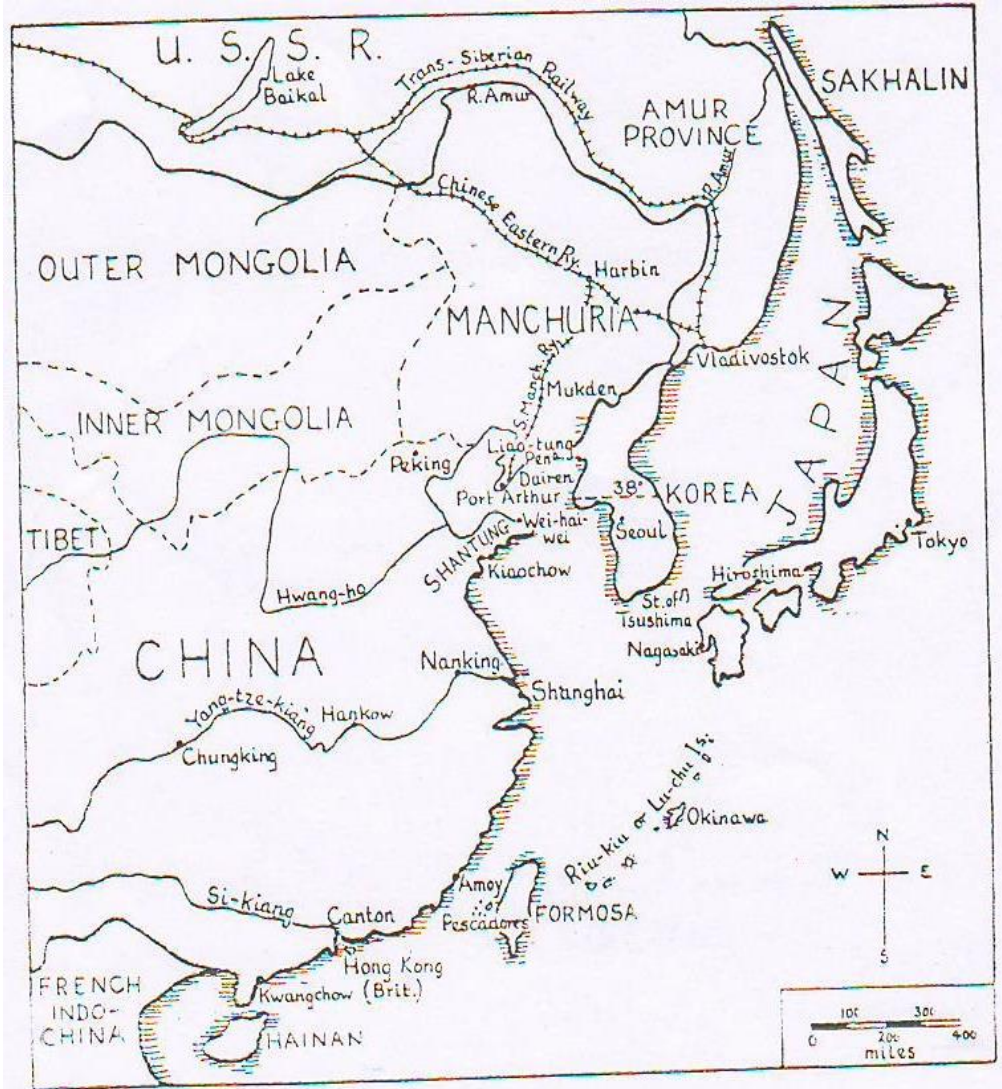 U. S. S. R.
Lake
Baikal
Trans-Siberian Railway
R. Amur
SAKHALIN
AMUR
PROVINCE
R. Amur
Chinese Eastern Ry.
OUTER MONGOLIA
Harbin
MANCHURIA
Vladivostok
S. Manch. Ry.
Mukden
JAPAN
INNER MONGOLIA
Peking
Liao-tung
Pen.
Dairen
Port Arthur
38°
KOREA
TIBET
SHANTUNG
Wei-hai-
wei
Seoul
Tokyo
Kiaochow
Hwang-ho
Hiroshima
St. of
Tsushima
Nagasaki
CHINA
Nanking
Shanghai
Yang-tze-kiang
Hankow
Chungking
Riu-kiu or Lu-chu Is.
Okinawa
N
W E
S
Amoy
Si-kiang
Canton
Pescadores
FORMOSA
Hong Kong
(Brit.)
Kwangchow
FRENCH
INDO-
CHINA
HAINAN
100 300
0 200 400
miles